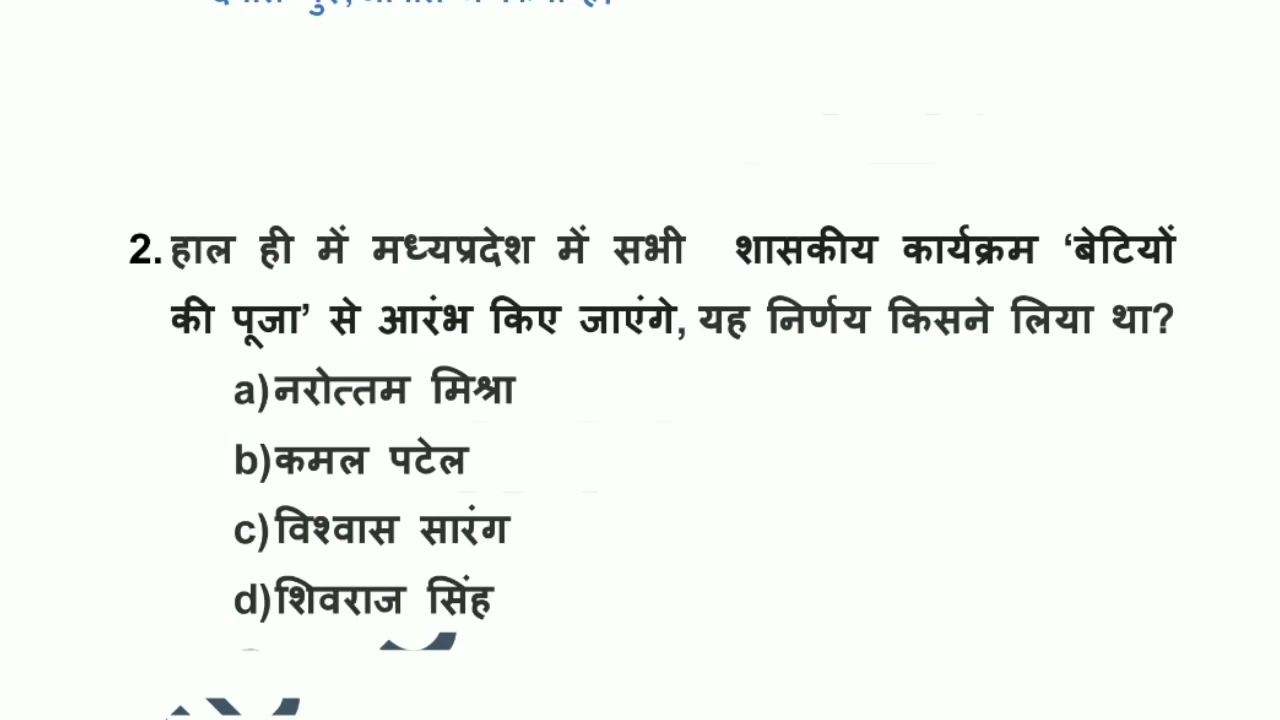 2. हाल ही में मध्यप्रदेश में सभी शासकीय कार्यक्रम ‘बेटियों
की पूजा’ से आरंभ किए जाएंगे, यह निर्णय किसने लिया था?
a) नरोत्तम मिश्रा
b) कमल पटेल
c) विश्वास सारंग
d) शिवराज सिंह